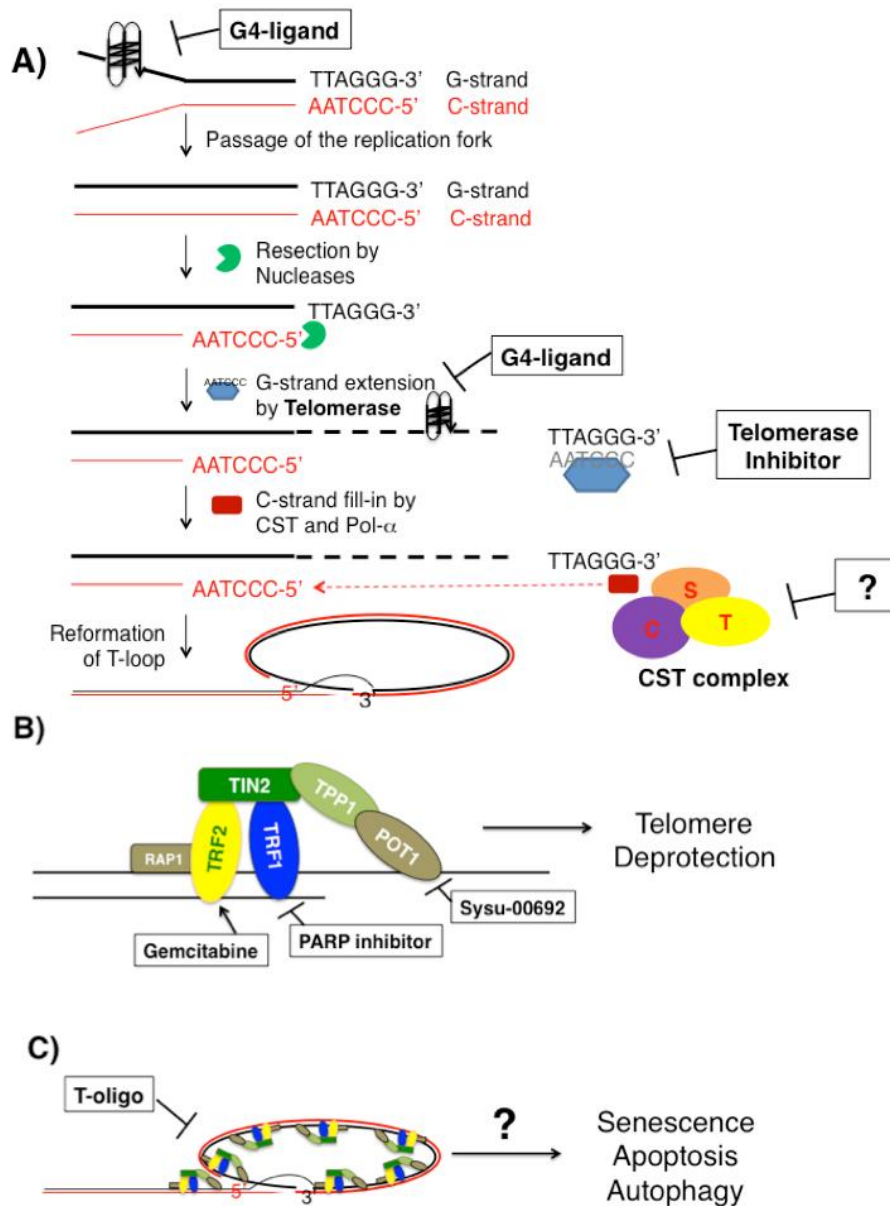 G4-ligand
A)
TTAGGG-3’ G-strand
AATCCC-5’ C-strand
Passage of the replication fork
TTAGGG-3’ G-strand
AATCCC-5’ C-strand
Resection by
Nucleases
TTAGGG-3’
AATCCC-5’
G4-ligand
AATCCC
G-strand extension
by Telomerase
TTAGGG-3’
AATCCC
Telomerase
Inhibitor
AATCCC-5’
C-strand fill-in by
CST and Pol-α
TTAGGG-3’
AATCCC-5’
?
S
C
T
CST complex
Reformation
of T-loop
5’
3’
B)
TIN2
TPP1
POT1
TRF2
TRF1
RAP1
Telomere
Deprotection
Sysu-00692
PARP inhibitor
Gemcitabine
C)
T-oligo
?
Senescence
Apoptosis
Autophagy
5’
3’